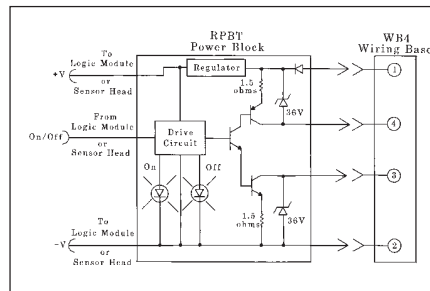 RPBT
Power Block
WB4
Wiring Base
To
Logic Module
or
Sensor Head
+V
Regulator
1.5
ohms
36V
1
4
From
Logic Module
or
Sensor Head
On/Off
Drive
Circuit
On
Off
1.5
ohms
36V
3
To
Logic Module
or
Sensor Head
-V
2